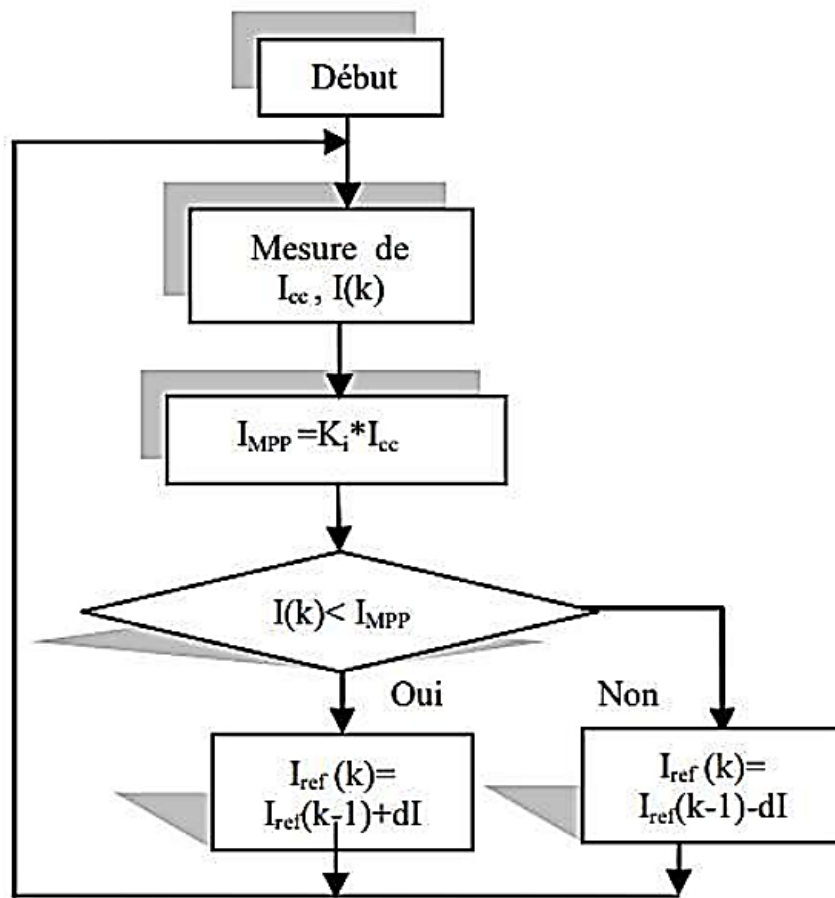 Début
Mesure de
Icc , I(k)
IMPP =Ki*Icc
I(k)< IMPP
Oui
Non
Iref (k)=
Iref(k-1)+dI
Iref (k)=
Iref(k-1)-dI